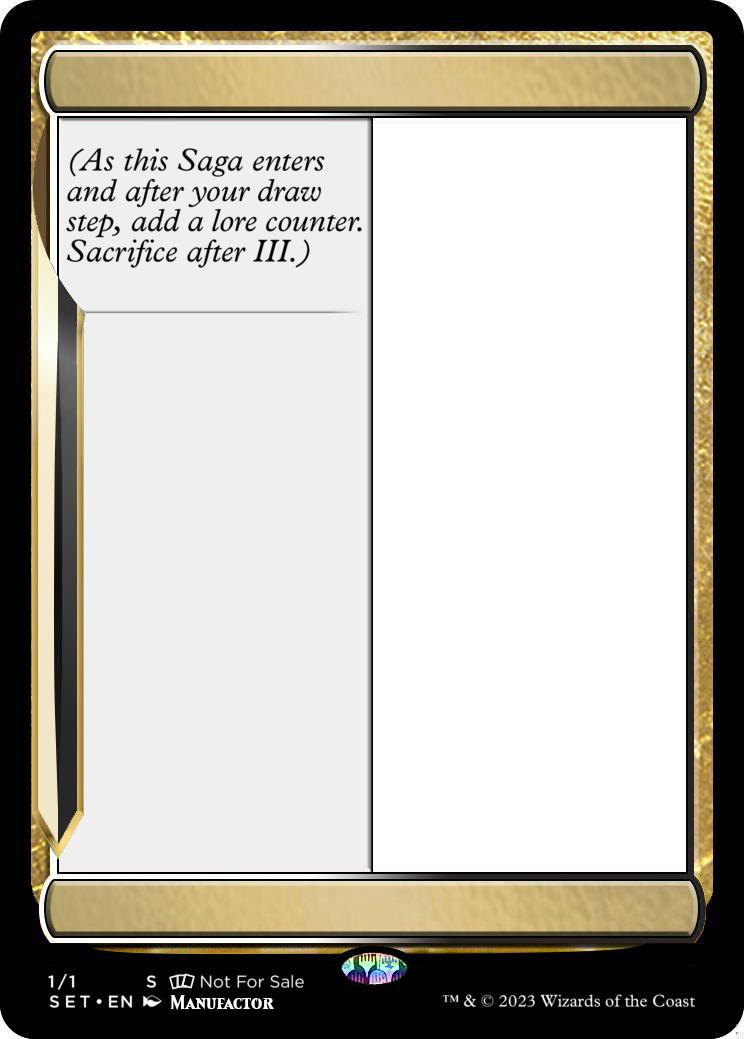 (As this Saga enters
and after your draw
step, add a lore counter.
Sacrifice after III.)
1/1 S Not For Sale
SET • EN MANUFACTOR
™ & © 2023 Wizards of the Coast